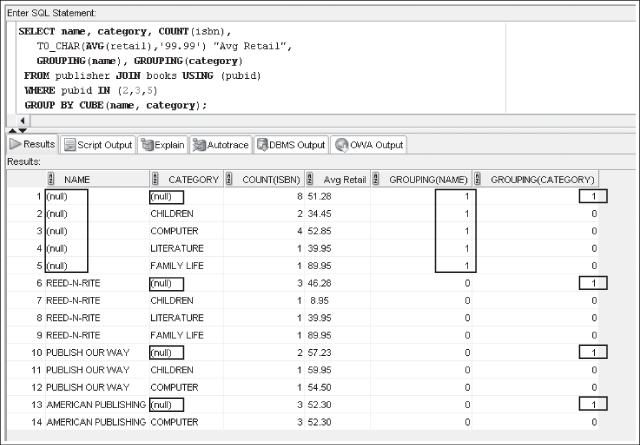 Enter SQL Statement:
SELECT name, category, COUNT(isbn),
TO_CHAR(AVG(retail),'99.99') "Avg Retail",
GROUPING(name), GROUPING(category)
FROM publisher JOIN books USING (pubid)
WHERE pubid IN (2,3,5)
GROUP BY CUBE(name, category);
Results Script Output Explain Autotrace DBMS Output OWA Output
Results:
NAME CATEGORY COUNT(ISBN) Avg Retail GROUPING(NAME) GROUPING(CATEGORY)
1 (null) (null) 8 51.28 1 1
2 (null) CHILDREN 2 34.45 1 0
3 (null) COMPUTER 4 52.85 1 0
4 (null) LITERATURE 1 39.95 1 0
5 (null) FAMILY LIFE 1 89.95 1 0
6 REED-N-RITE (null) 3 46.28 0 1
7 REED-N-RITE CHILDREN 1 8.95 0 0
8 REED-N-RITE LITERATURE 1 39.95 0 0
9 REED-N-RITE FAMILY LIFE 1 89.95 0 0
10 PUBLISH OUR WAY (null) 2 57.23 0 1
11 PUBLISH OUR WAY CHILDREN 1 59.95 0 0
12 PUBLISH OUR WAY COMPUTER 1 54.50 0 0
13 AMERICAN PUBLISHING (null) 3 52.30 0 1
14 AMERICAN PUBLISHING COMPUTER 3 52.30 0 0